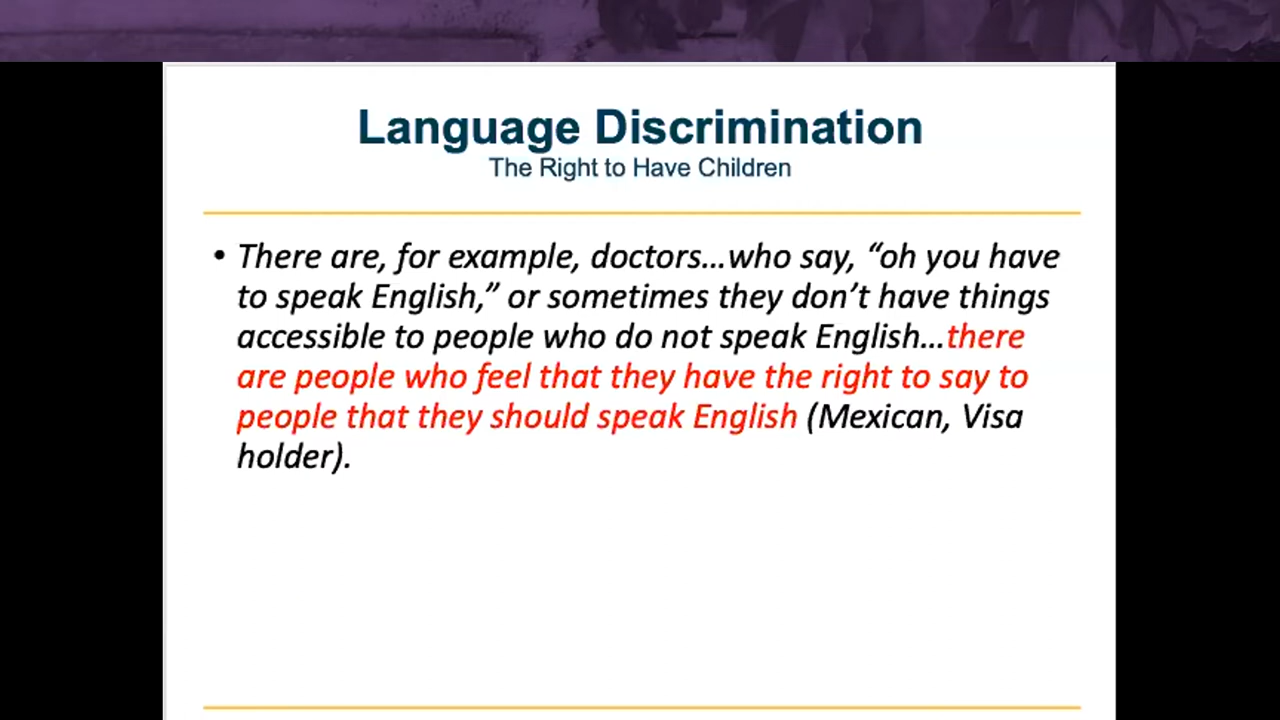 Language Discrimination
The Right to Have Children
• There are, for example, doctors…who say, “oh you have
to speak English,” or sometimes they don’t have things
accessible to people who do not speak English…there
are people who feel that they have the right to say to
people that they should speak English (Mexican, Visa
holder).